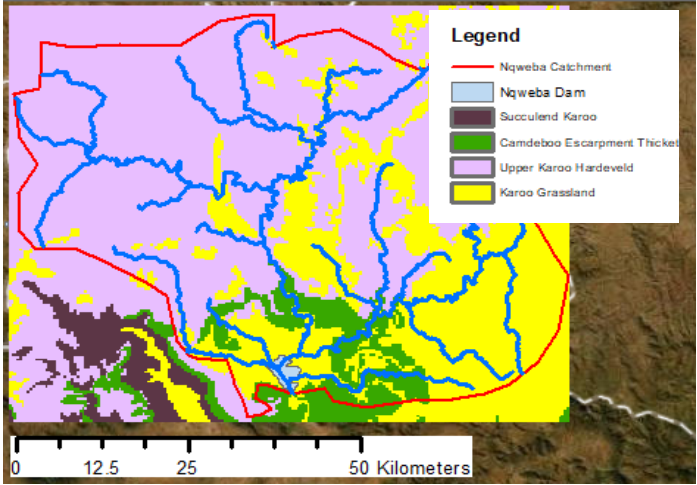 Legend
Nqweba Catchment
Nqweba Dam
Succulend Karoo
Camdeboo Escarpment Thicket
Upper Karoo Hardeveld
Karoo Grassland
0 12.5 25 50 Kilometers